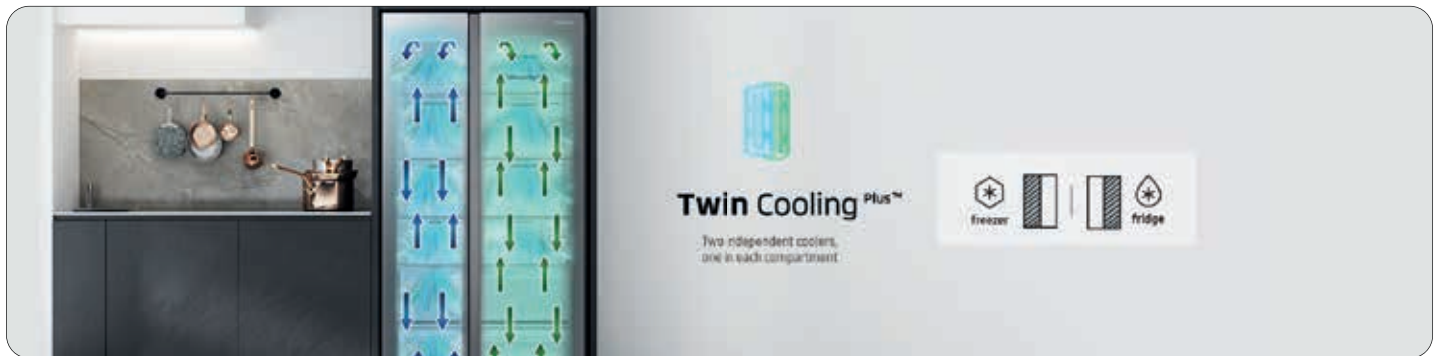 Twin Cooling Plus™
Two independent coolers,
one in each compartment
freezer
fridge